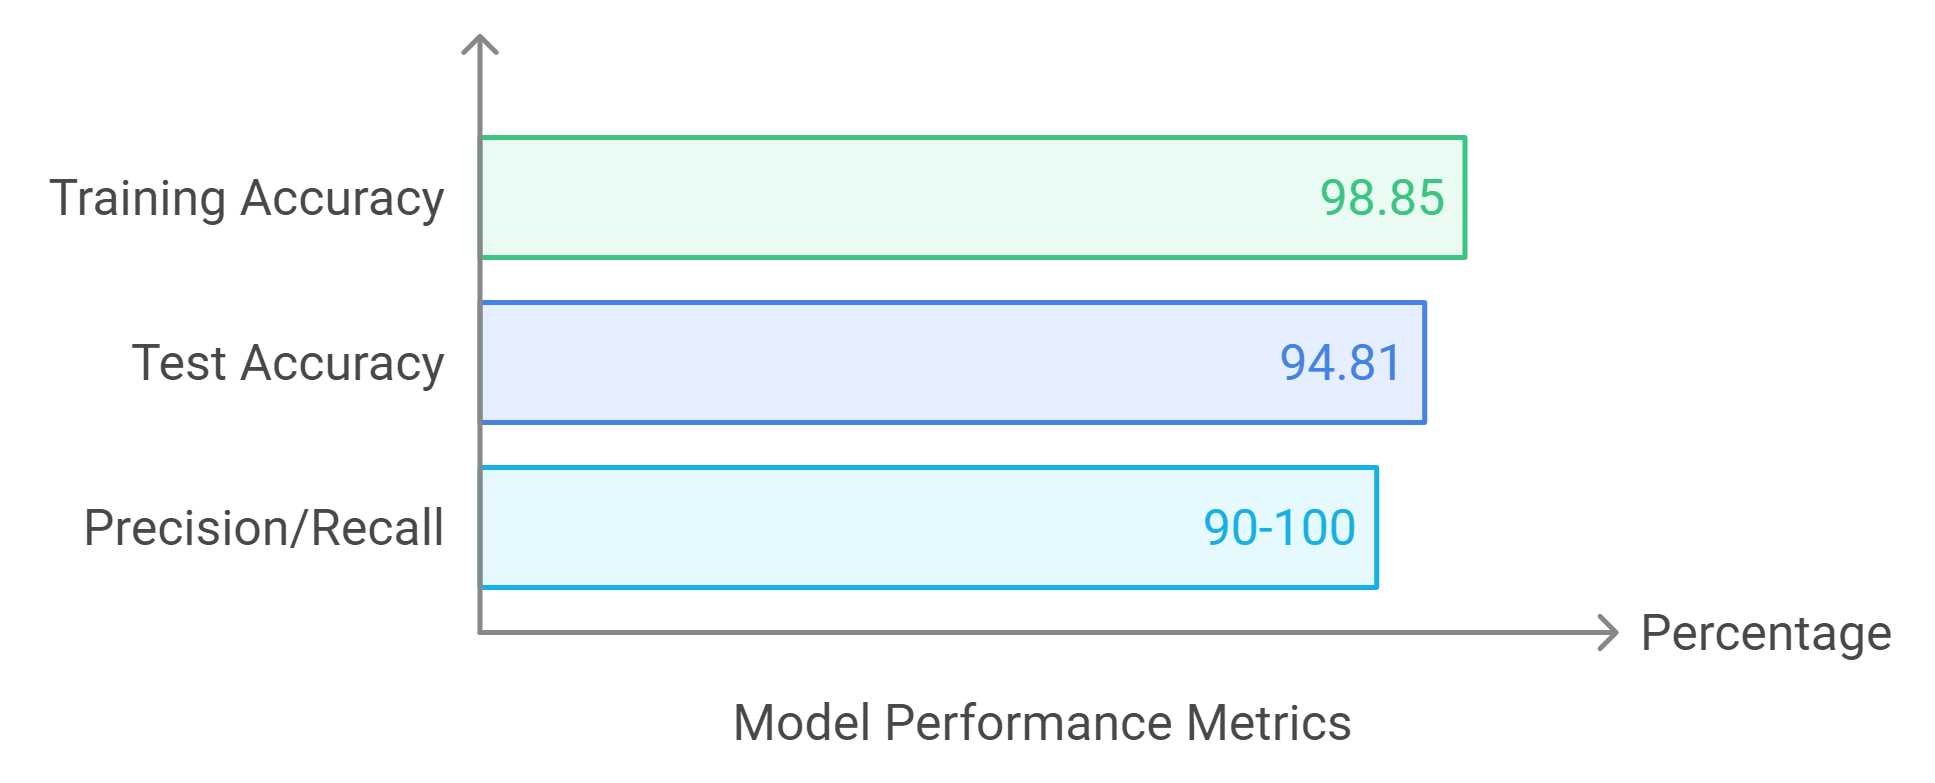 Training Accuracy 98.85
Test Accuracy 94.81
Precision/Recall 90-100
Percentage
Model Performance Metrics